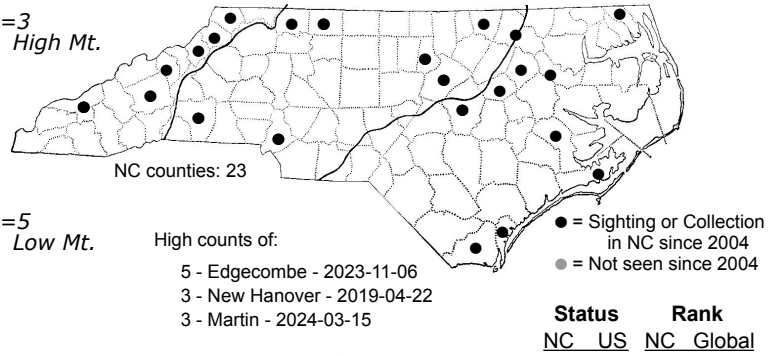 =3
High Mt.
NC counties: 23
=5
Low Mt.
High counts of:
5 - Edgecombe - 2023-11-06
3 - New Hanover - 2019-04-22
3 - Martin - 2024-03-15
● = Sighting or Collection
in NC since 2004
● = Not seen since 2004
Status Rank
NC US NC Global